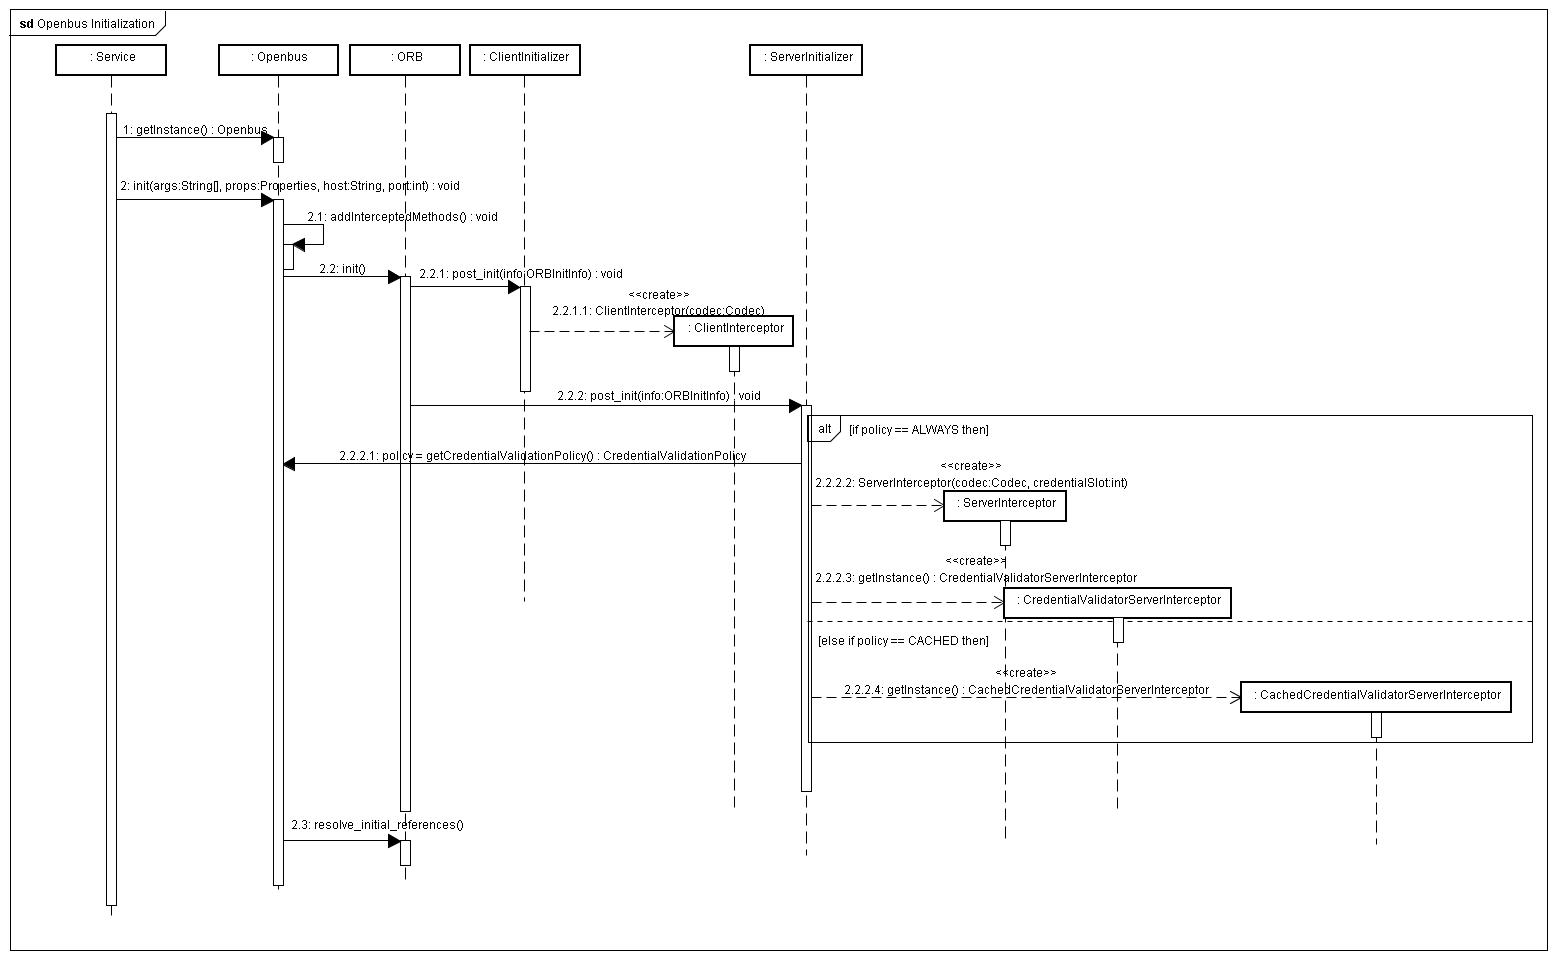 sd Openbus Initialization
: Service
: Openbus
: ORB
: ClientInitializer
: ServerInitializer
1: getInstance() : Openbus
2: init(args:String[], props:Properties, host:String, port:int) : void
2.1: addInterceptedMethods() : void
2.2: init()
2.2.1: post_init(info:ORBInitInfo) : void
<<create>>
2.2.1.1: ClientInterceptor(codec:Codec)
: ClientInterceptor
2.2.2: post_init(info:ORBInitInfo) : void
alt
[if policy == ALWAYS then]
2.2.2.1: policy = getCredentialValidationPolicy() : CredentialValidationPolicy
<<create>>
2.2.2.2: ServerInterceptor(codec:Codec, credentialSlot:int)
: ServerInterceptor
<<create>>
2.2.2.3: getInstance() : CredentialValidatorServerInterceptor
: CredentialValidatorServerInterceptor
[else if policy == CACHED then]
<<create>>
2.2.2.4: getInstance() : CachedCredentialValidatorServerInterceptor
: CachedCredentialValidatorServerInterceptor
2.3: resolve_initial_references()